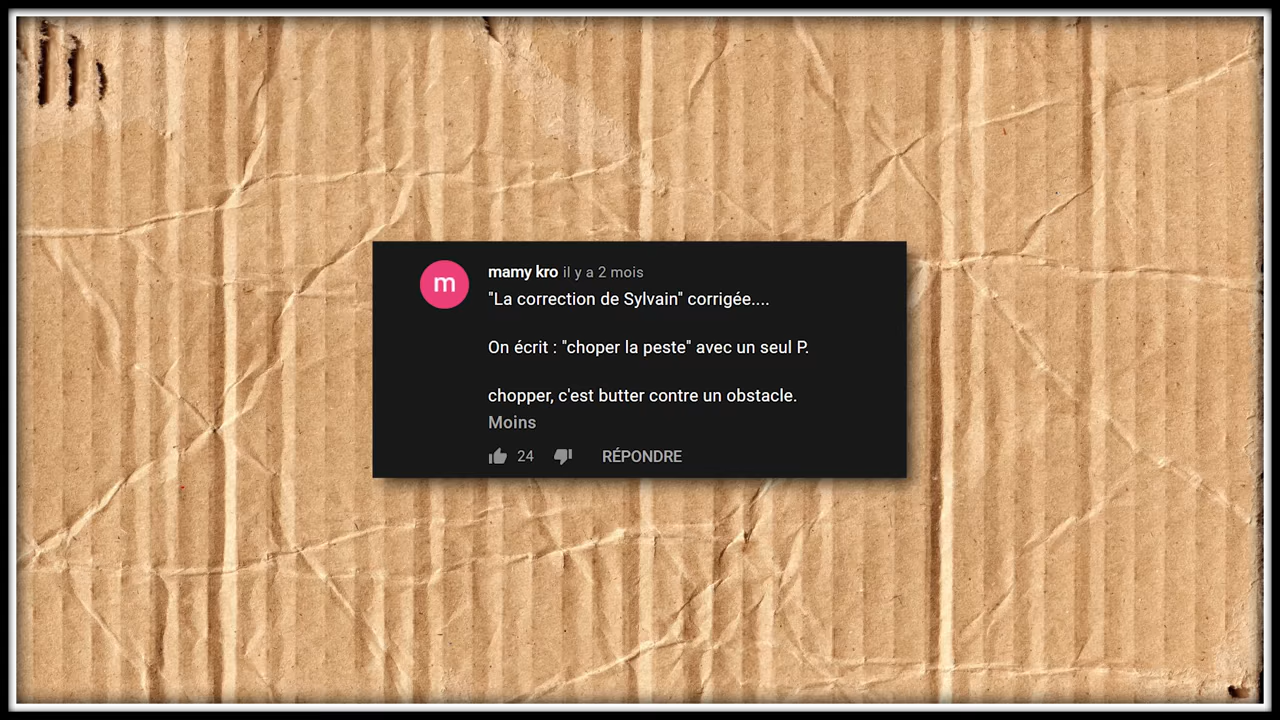 m
mamy kro il y a 2 mois
"La correction de Sylvain" corrigée....
On écrit : "choper la peste" avec un seul P.
chopper, c'est butter contre un obstacle.
Moins
24 RÉPONDRE